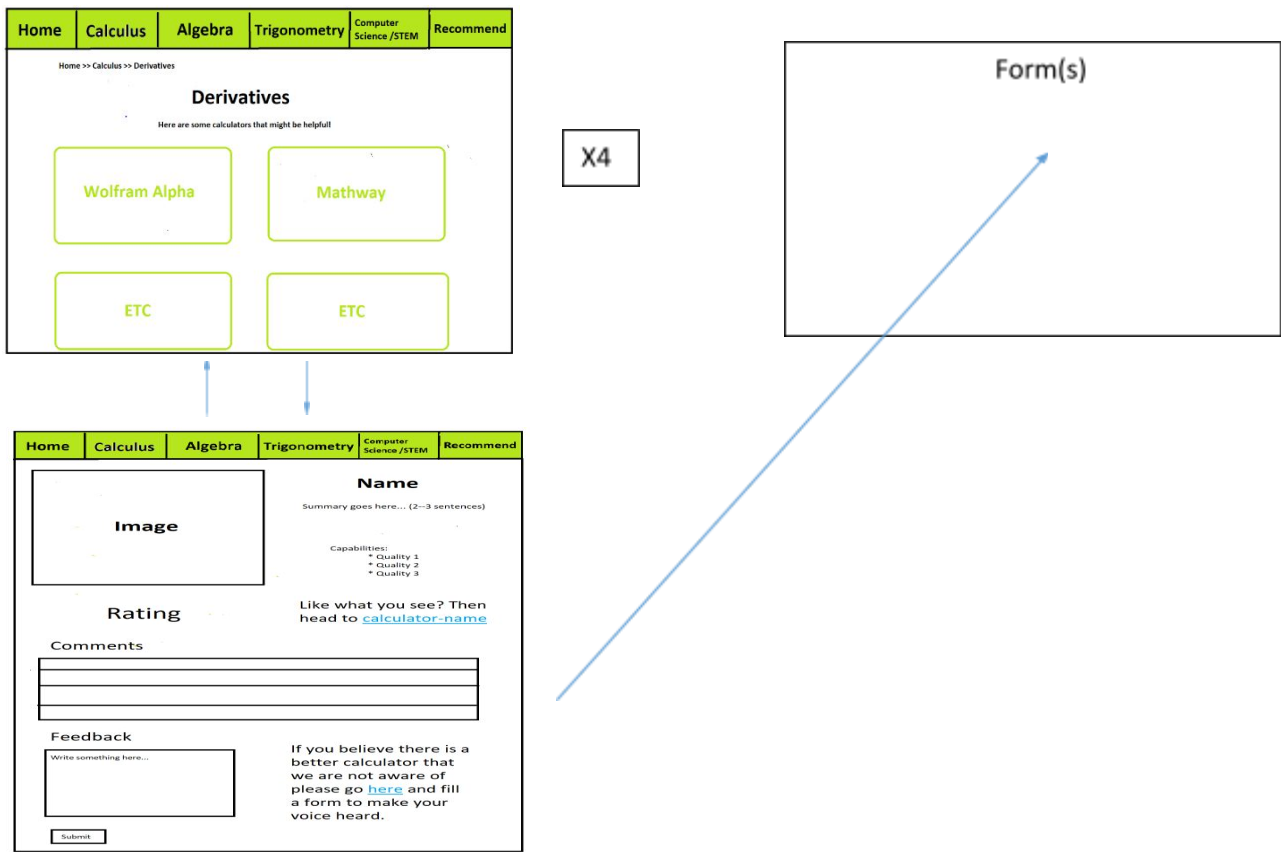 Home Calculus Algebra Trigonometry Computer Science /STEM Recommend
Home >> Calculus >> Derivatives
Derivatives
Here are some calculators that might be helpful!
Wolfram Alpha Mathway
ETC ETC
X4
Form(s)
Home Calculus Algebra Trigonometry Computer Science /STEM Recommend
Image
Name
Summary goes here... (2--3 sentences)
Capabilities:
* Quality 1
* Quality 2
* Quality 3
Rating
Like what you see? Then
head to calculator-name
Comments
Feedback
Write something here...
Submit
If you believe there is a
better calculator that
we are not aware of
please go here and fill
a form to make your
voice heard.